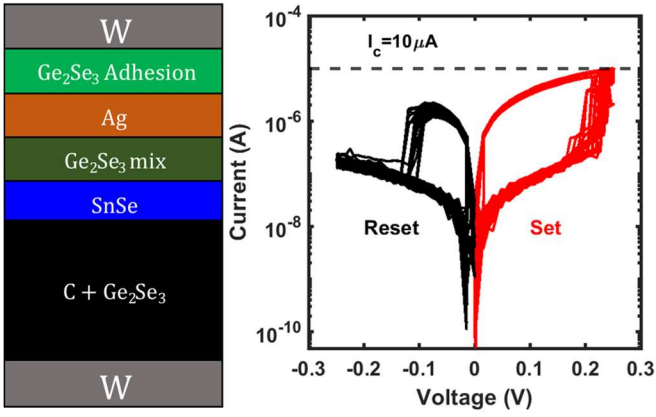 W
Ge₂Se₃ Adhesion
Ag
Ge₂Se₃ mix
SnSe
C + Ge₂Se₃
W
I_c=10μA
Reset
Set
Current (A)
10⁻⁴
10⁻⁶
10⁻⁸
10⁻¹⁰
-0.3 -0.2 -0.1 0 0.1 0.2 0.3
Voltage (V)